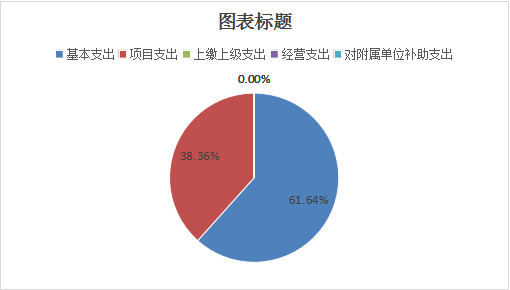 图表标题
基本支出 项目支出 上缴上级支出 经营支出 对附属单位补助支出
0.00%
38.36%
61.64%